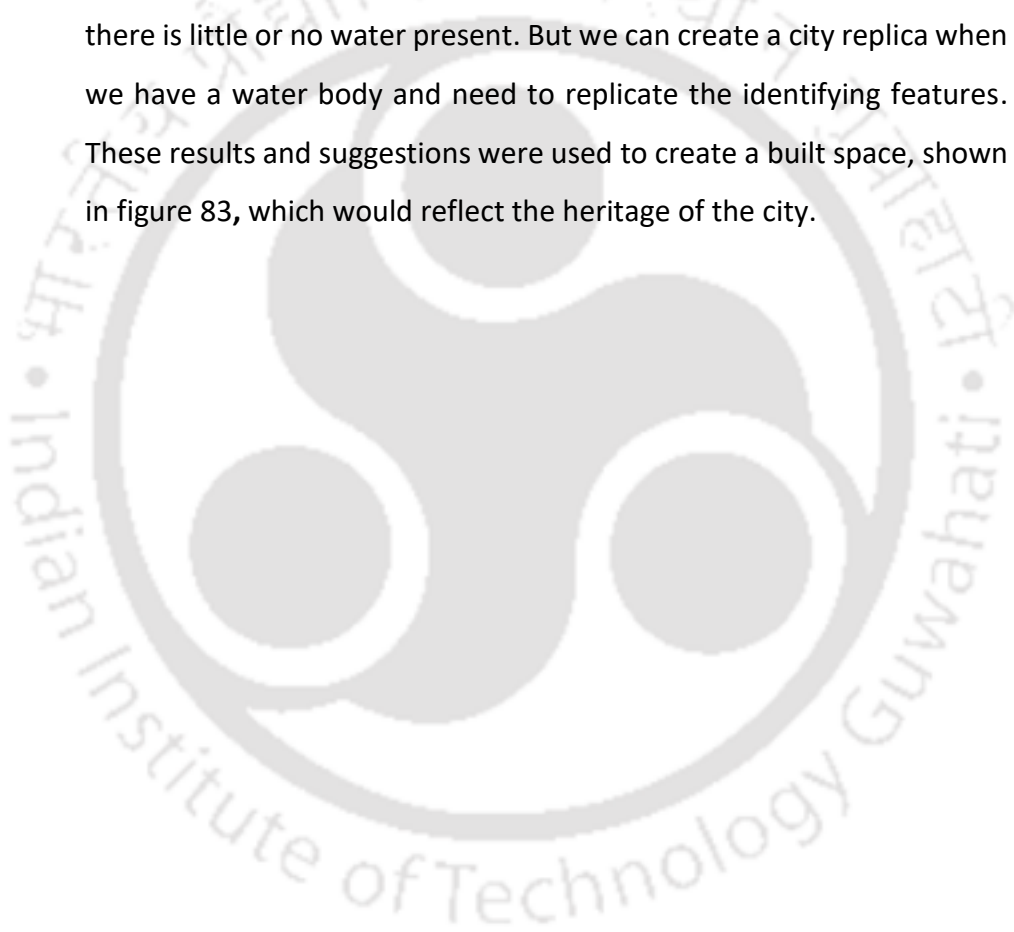 there is little or no water present. But we can create a city replica when
we have a water body and need to replicate the identifying features.
These results and suggestions were used to create a built space, shown
in figure 83, which would reflect the heritage of the city.
Indian Institute of Technology Guwahati